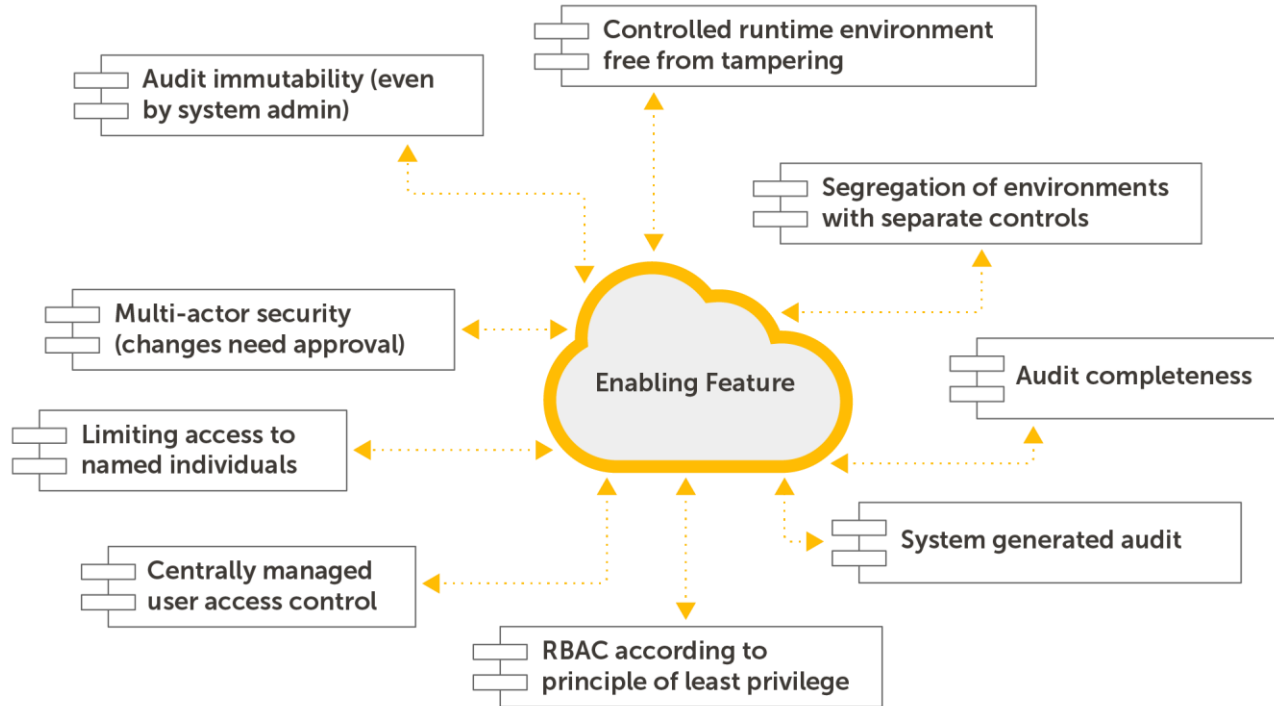 Controlled runtime environment
free from tampering
Audit immutability (even
by system admin)
Segregation of environments
with separate controls
Multi-actor security
(changes need approval)
Enabling Feature
Audit completeness
Limiting access to
named individuals
System generated audit
Centrally managed
user access control
RBAC according to
principle of least privilege